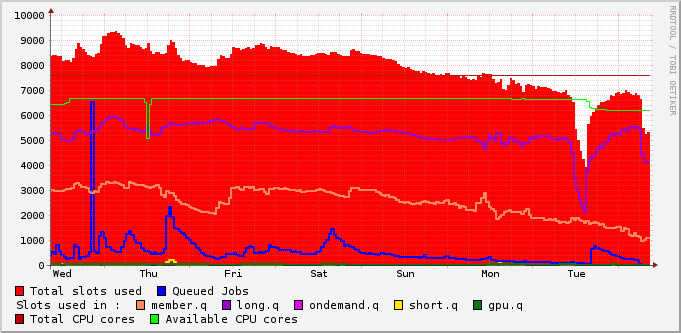 10000
9000
8000
7000
6000
5000
4000
3000
2000
1000
0
Wed Thu Fri Sat Sun Mon Tue
RRDTOOL / TOBI OETIKER
Total slots used Queued Jobs
Slots used in : member.q long.q ondemand.q short.q gpu.q
Total CPU cores Available CPU cores